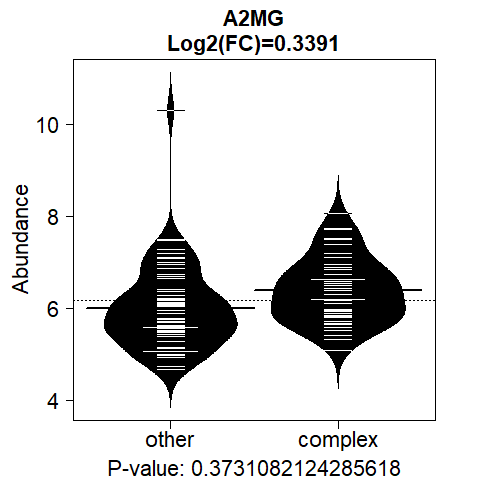 A2MG
Log2(FC)=0.3391
Abundance
10
8
6
4
other complex
P-value: 0.3731082124285618